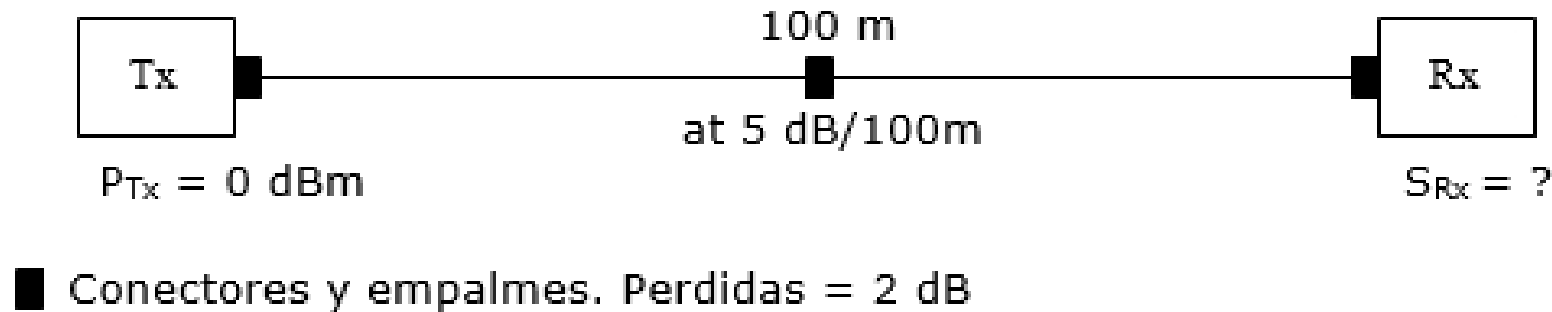 100 m
Tx
Rx
at 5 dB/100m
PTx = 0 dBm
SRx = ?
Conectores y empalmes. Perdidas = 2 dB